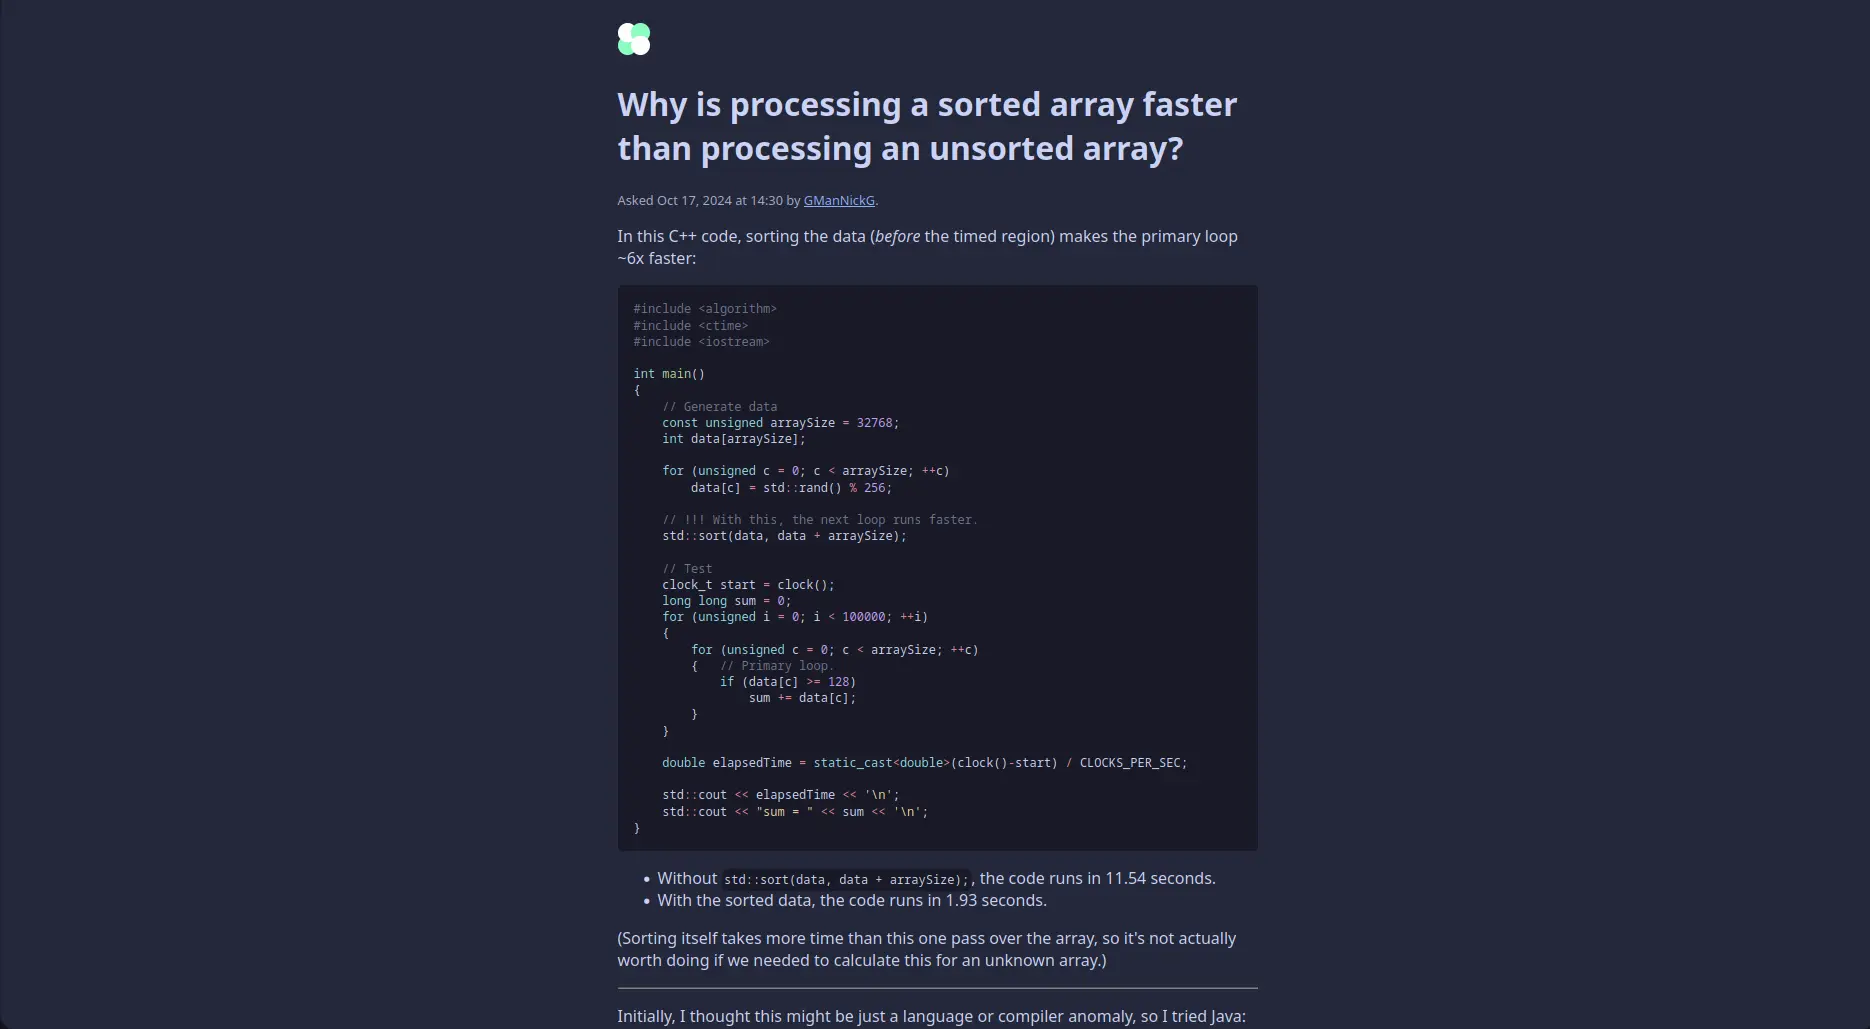 Why is processing a sorted array faster
than processing an unsorted array?
Asked Oct 17, 2024 at 14:30 by GManNickG.
In this C++ code, sorting the data (before the timed region) makes the primary loop
~6x faster:
#include <algorithm>
#include <ctime>
#include <iostream>
int main()
{
    // Generate data
    const unsigned arraySize = 32768;
    int data[arraySize];
    for (unsigned c = 0; c < arraySize; ++c)
        data[c] = std::rand() % 256;
    // !!! With this, the next loop runs faster.
    std::sort(data, data + arraySize);
    // Test
    clock_t start = clock();
    long long sum = 0;
    for (unsigned i = 0; i < 100000; ++i)
    {
        for (unsigned c = 0; c < arraySize; ++c)
        {   // Primary loop.
            if (data[c] >= 128)
                sum += data[c];
        }
    }
    double elapsedTime = static_cast<double>(clock()-start) / CLOCKS_PER_SEC;
    std::cout << elapsedTime << '\n';
    std::cout << "sum = " << sum << '\n';
}
• Without std::sort(data, data + arraySize);, the code runs in 11.54 seconds.
• With the sorted data, the code runs in 1.93 seconds.
(Sorting itself takes more time than this one pass over the array, so it's not actually
worth doing if we needed to calculate this for an unknown array.)
Initially, I thought this might be just a language or compiler anomaly, so I tried Java: